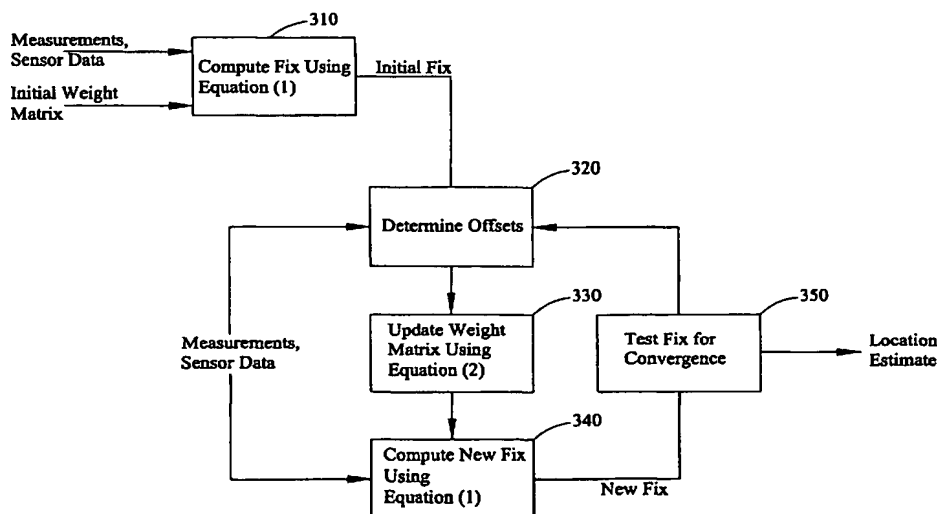 310
Measurements,
Sensor Data
Compute Fix Using
Equation (1)
Initial Fix
Initial Weight
Matrix
320
Determine Offsets
330
350
Update Weight
Matrix Using
Equation (2)
Test Fix for
Convergence
Location
Estimate
Measurements,
Sensor Data
340
Compute New Fix
Using
Equation (1)
New Fix